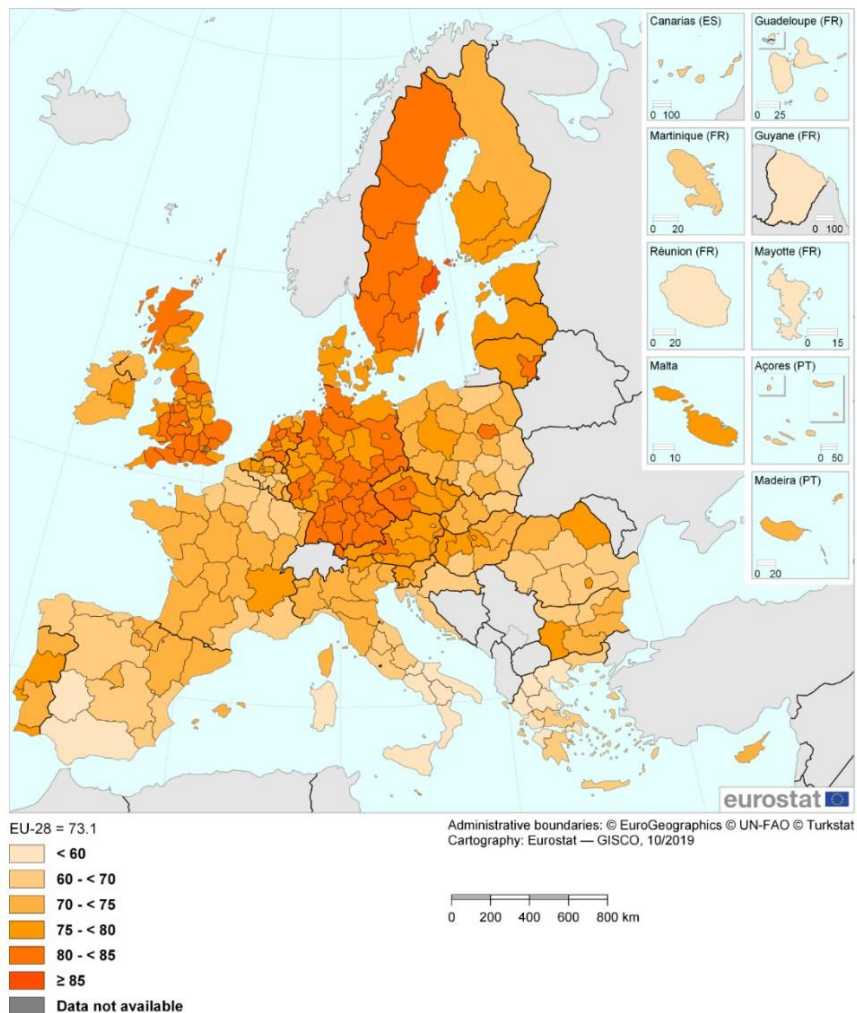 Canarias (ES)
0 100
Guadeloupe (FR)
0 25
Martinique (FR)
0 20
Guyane (FR)
0 100
Réunion (FR)
0 20
Mayotte (FR)
0 15
Malta
0 10
Açores (PT)
0 50
Madeira (PT)
0 20
eurostat
EU-28 = 73.1
< 60
60 - < 70
70 - < 75
75 - < 80
80 - < 85
≥ 85
Data not available
Administrative boundaries: © EuroGeographics © UN-FAO © Turkstat
Cartography: Eurostat — GISCO, 10/2019
0 200 400 600 800 km